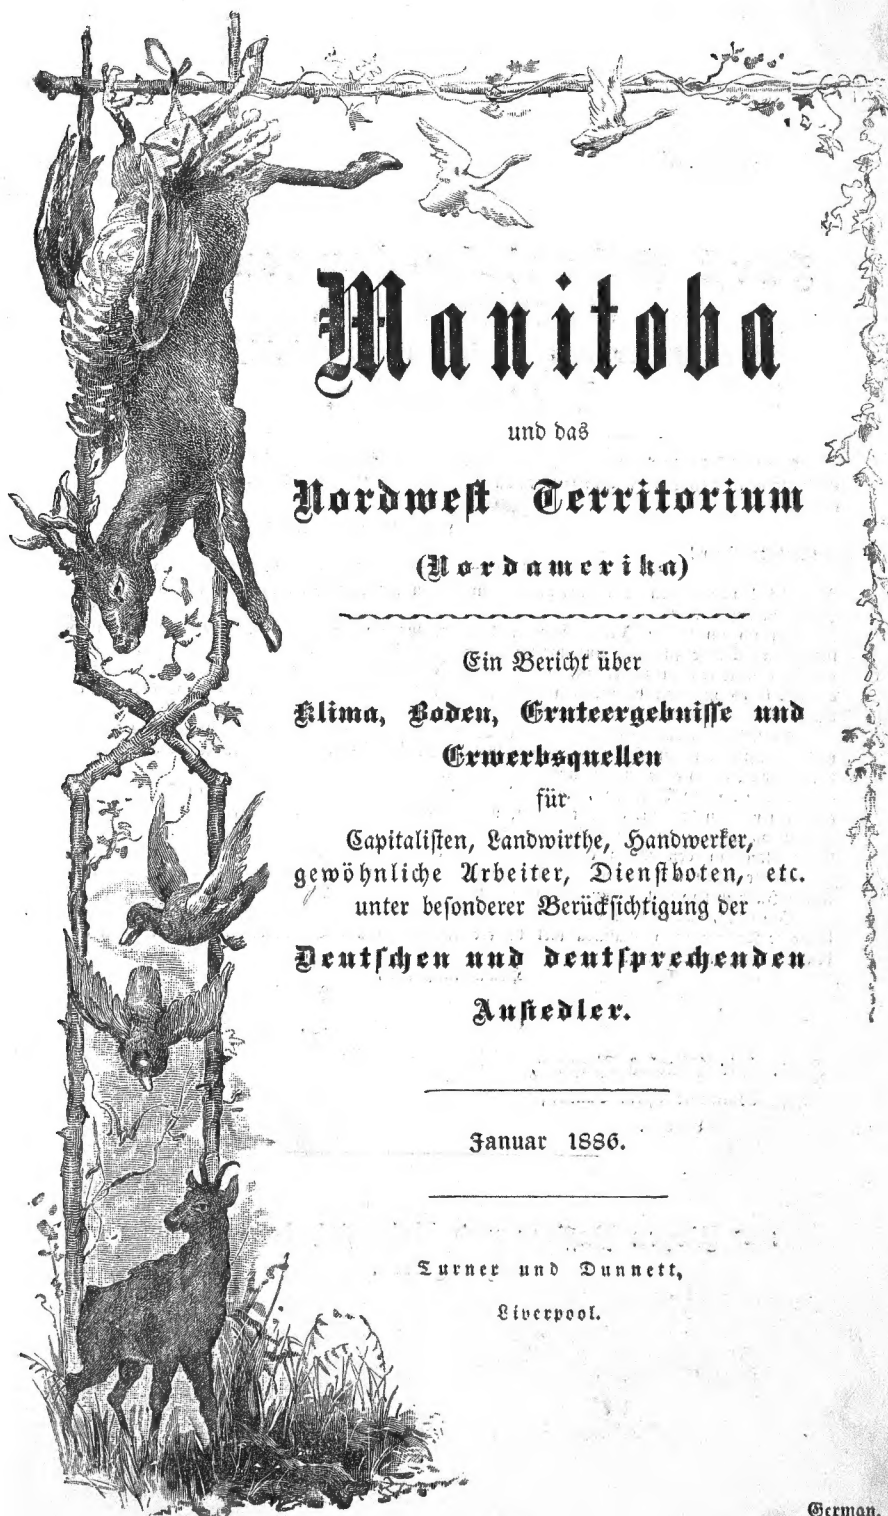 Manitoba
und das
Nordweſt Territorium
(Nordamerika)
Ein Bericht über
Klima, Boden, Ernteergebniſſe und
Erwerbsquellen
für
Capitaliſten, Landwirthe, Handwerker,
gewöhnliche Arbeiter, Dienſtboten, etc.
unter beſonderer Berückſichtigung der
Deutſchen und deutſprechenden
Anſiedler.
Januar 1886.
Turner und Dunnett,
Liverpool.
German.